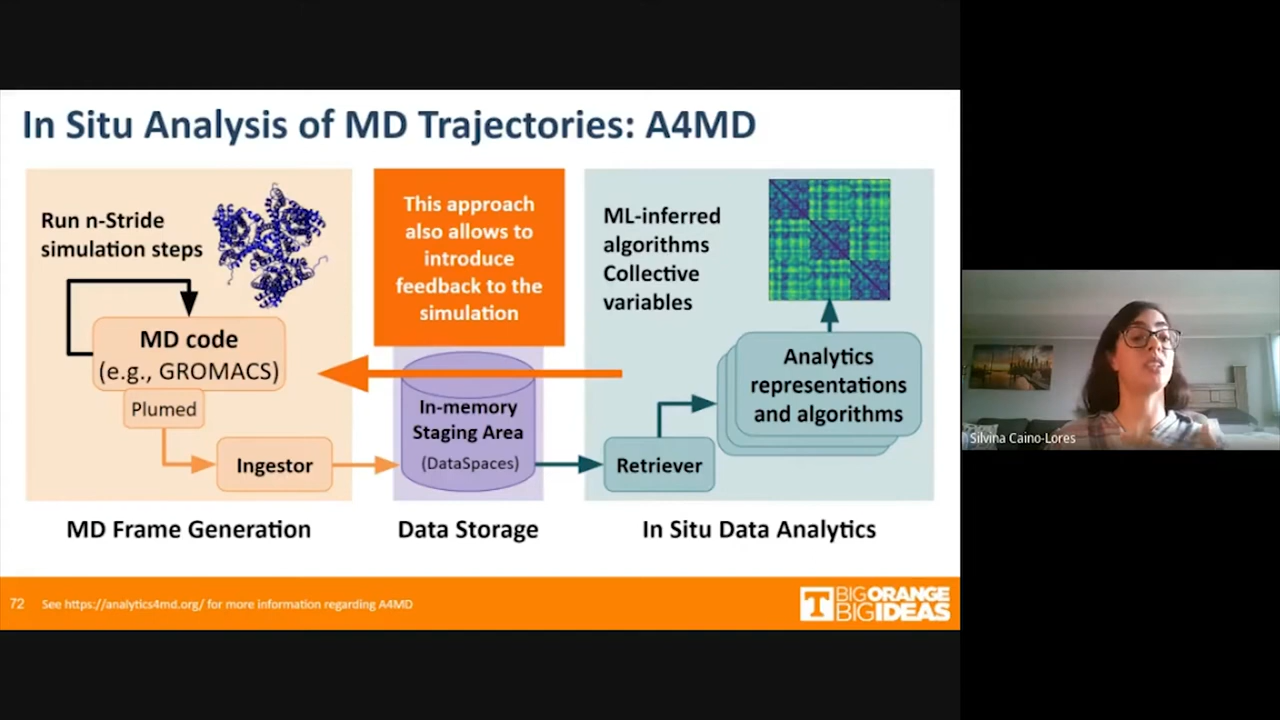 In Situ Analysis of MD Trajectories: A4MD
Run n-Stride
simulation steps
MD code
(e.g., GROMACS)
Plumed
Ingestor
MD Frame Generation
This approach
also allows to
introduce
feedback to the
simulation
In-memory
Staging Area
(DataSpaces)
Data Storage
ML-inferred
algorithms
Collective
variables
Analytics
representations
and algorithms
Retriever
In Situ Data Analytics
72 See https://analytics4md.org/ for more information regarding A4MD
T BIG ORANGE
BIG IDEAS
Silvina Caino-Lores